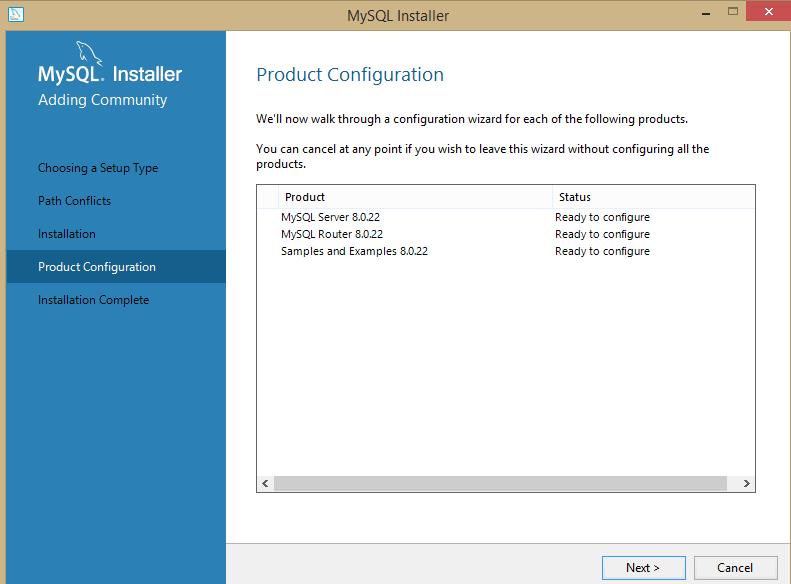 MySQL Installer
MySQL. Installer
Adding Community
Choosing a Setup Type
Path Conflicts
Installation
Product Configuration
Installation Complete
Product Configuration
We'll now walk through a configuration wizard for each of the following products.
You can cancel at any point if you wish to leave this wizard without configuring all the
products.
Product Status
MySQL Server 8.0.22 Ready to configure
MySQL Router 8.0.22 Ready to configure
Samples and Examples 8.0.22 Ready to configure
Next > Cancel